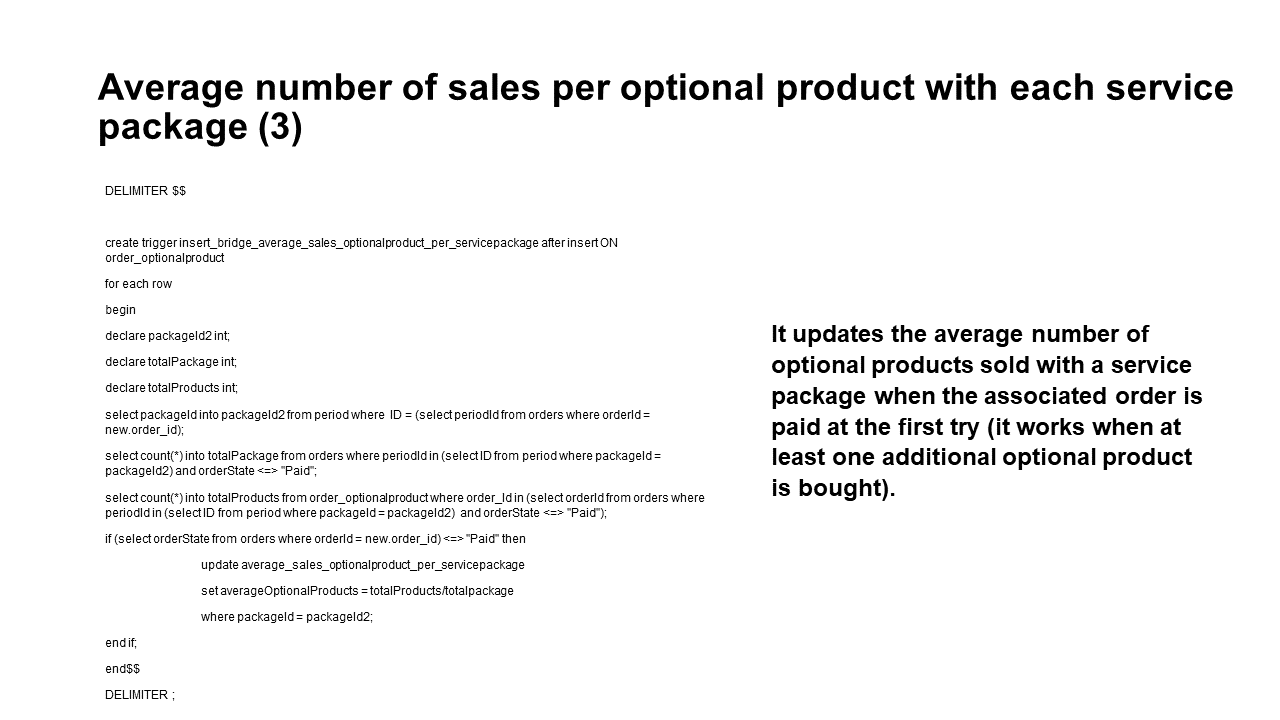 Average number of sales per optional product with each service
package (3)
DELIMITER $$
create trigger insert_bridge_average_sales_optionalproduct_per_servicepackage after insert ON
order_optionalproduct
for each row
begin
declare packageId2 int;
declare totalPackage int;
declare totalProducts int;
select packageId into packageId2 from period where ID = (select periodId from orders where orderId =
new.order_id);
select count(*) into totalPackage from orders where periodId in (select ID from period where packageId =
packageId2) and orderState <=> "Paid";
select count(*) into totalProducts from order_optionalproduct where order_Id in (select orderId from orders where
periodId in (select ID from period where packageId = packageId2) and orderState <=> "Paid");
if (select orderState from orders where orderId = new.order_id) <=> "Paid" then
update average_sales_optionalproduct_per_servicepackage
set averageOptionalProducts = totalProducts/totalpackage
where packageId = packageId2;
end if;
end$$
DELIMITER ;
It updates the average number of
optional products sold with a service
package when the associated order is
paid at the first try (it works when at
least one additional optional product
is bought).